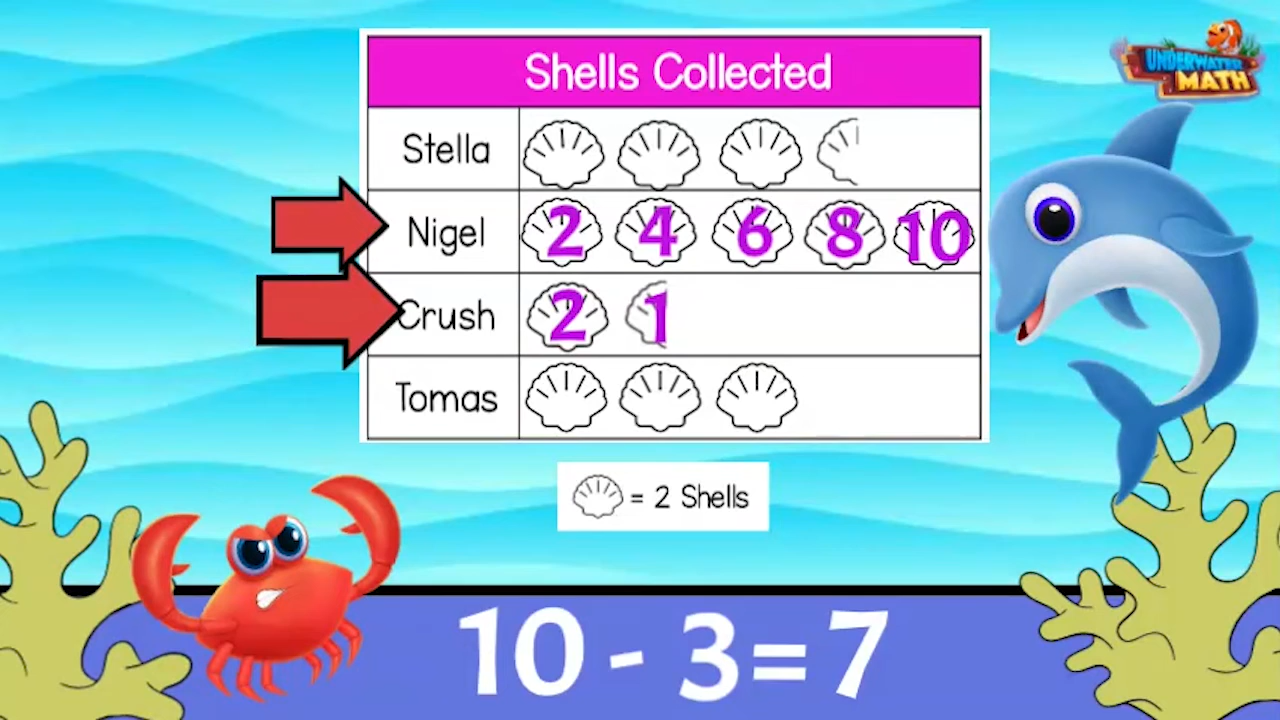 Shells Collected
UNDERWATER
MATH
Stella
Nigel 2 4 6 8 10
Crush 2 1
Tomas
= 2 Shells
10 - 3 = 7